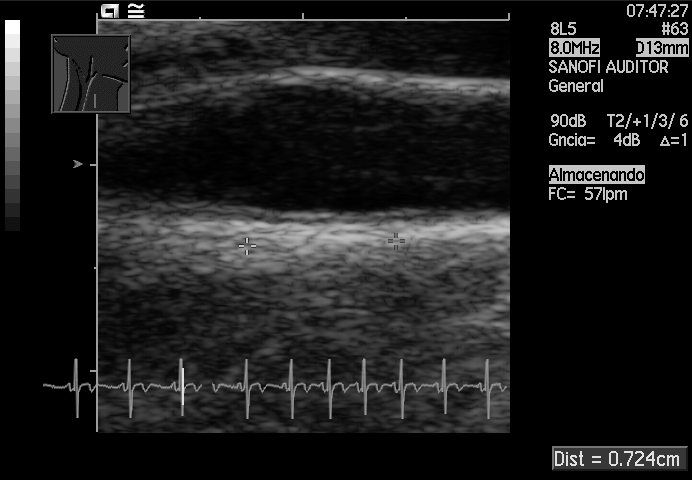 07:47:27
8L5 #63
8.0MHz 013mm
SANOFI AUDITOR
General
90dB T2/+1/3/ 6
Gncia= 4dB Δ=1
Almacenando
FC= 57lpm
Dist = 0.724cm